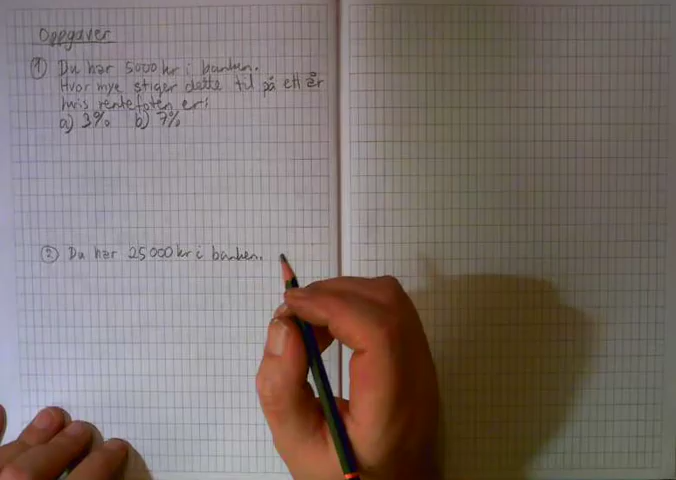 Oppgaver
① Du har 5000 kr i banken.
Hvor mye stiger dette til på ett år
hvis rentefoten er:
a) 3% b) 7%
② Du har 25 000 kr i banken.